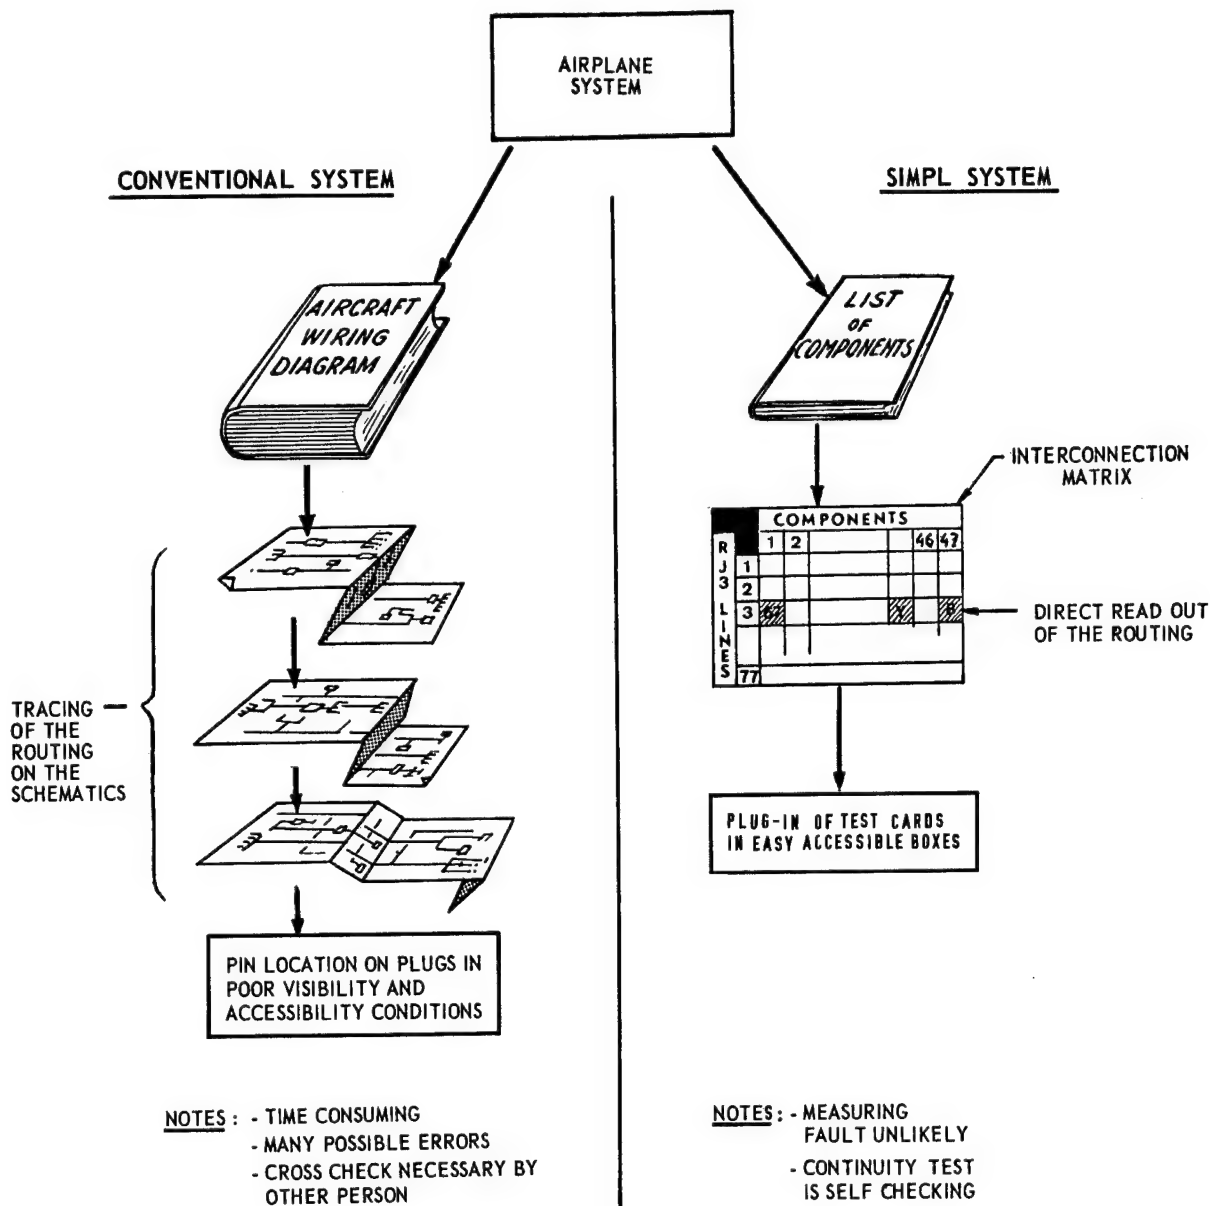 AIRPLANE
SYSTEM
CONVENTIONAL SYSTEM
SIMPL SYSTEM
AIRCRAFT
WIRING
DIAGRAM
LIST
OF
COMPONENTS
INTERCONNECTION
MATRIX
COMPONENTS
1 2 46 47
RJ3 LINES
1
2
3
77
DIRECT READ OUT
OF THE ROUTING
TRACING
OF THE
ROUTING
ON THE
SCHEMATICS
PLUG-IN OF TEST CARDS
IN EASY ACCESSIBLE BOXES
PIN LOCATION ON PLUGS IN
POOR VISIBILITY AND
ACCESSIBILITY CONDITIONS
NOTES : - TIME CONSUMING
- MANY POSSIBLE ERRORS
- CROSS CHECK NECESSARY BY
OTHER PERSON
NOTES : - MEASURING
FAULT UNLIKELY
- CONTINUITY TEST
IS SELF CHECKING